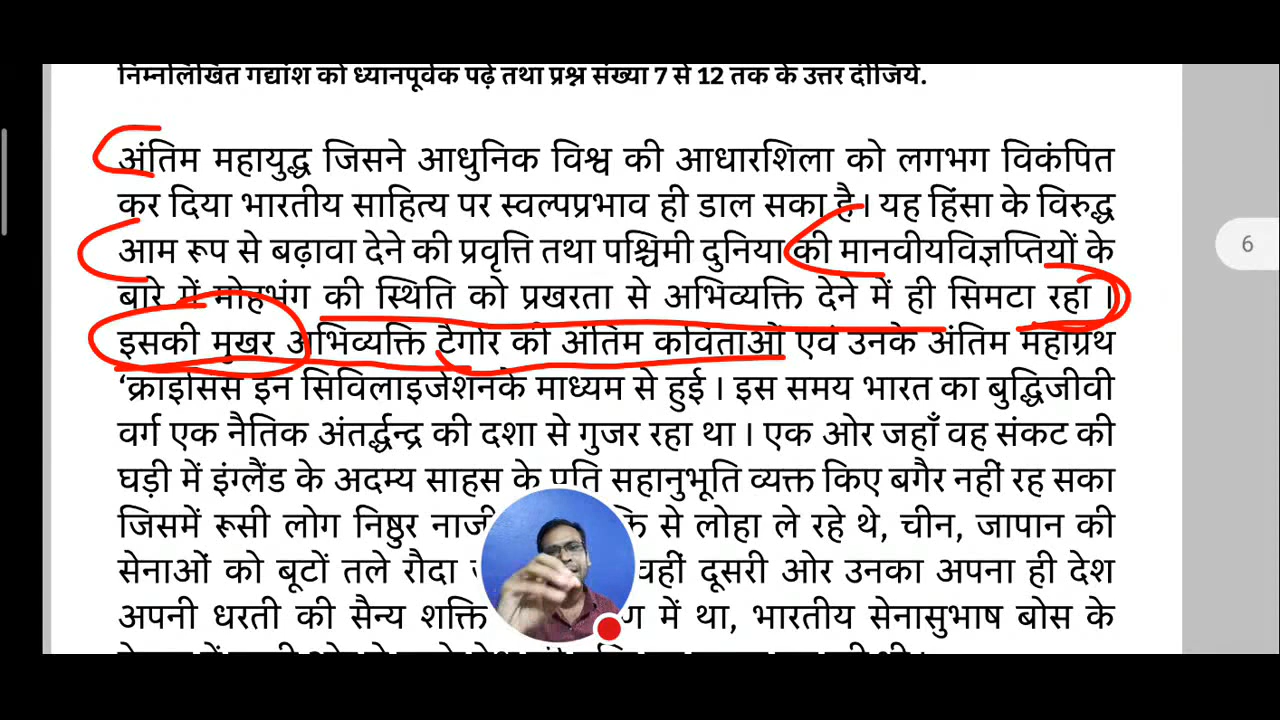 निम्नलिखित गद्यांश को ध्यानपूर्वक पढ़ें तथा प्रश्न संख्या 7 से 12 तक के उत्तर दीजिये.
अंतिम महायुद्ध जिसने आधुनिक विश्व की आधारशिला को लगभग विकंपित
कर दिया भारतीय साहित्य पर स्वल्पप्रभाव ही डाल सका है। यह हिंसा के विरुद्ध
आम रूप से बढ़ावा देने की प्रवृत्ति तथा पश्चिमी दुनिया की मानवीयविज्ञप्तियों के
बारे में मोहभंग की स्थिति को प्रखरता से अभिव्यक्ति देने में ही सिमटा रहा।
इसकी मुखर अभिव्यक्ति टैगोर की अंतिम कविताओं एवं उनके अंतिम महाग्रंथ
‘क्राइसिस इन सिविलाइजेशनके माध्यम से हुई। इस समय भारत का बुद्धिजीवी
वर्ग एक नैतिक अंतर्द्वन्द्व की दशा से गुजर रहा था। एक ओर जहाँ वह संकट की
घड़ी में इंग्लैंड के अदम्य साहस के प्रति सहानुभूति व्यक्त किए बगैर नहीं रह सका
जिसमें रूसी लोग निष्ठुर से लोहा ले रहे थे, चीन, जापान की
सेनाओं को बूटों तले रौदा वहीं दूसरी ओर उनका अपना ही देश
अपनी धरती की सैन्य शक्ति में था, भारतीय सेनासुभाष बोस के
6